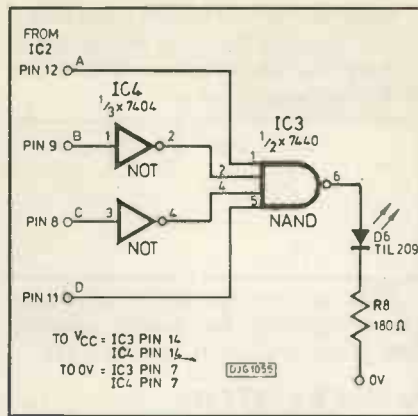 FROM
IC2
PIN 12 A
IC4
1/3 x 7404
IC3
1/2 x 7440
PIN 9 B 1 2
NOT
1
2
4
5
6
NAND
PIN 8 C 3 4
NOT
D6
TIL 209
PIN 11 D
R8
180 Ω
TO VCC = IC3 PIN 14
IC4 PIN 14
TO 0V = IC3 PIN 7
IC4 PIN 7
DJG1055
0V